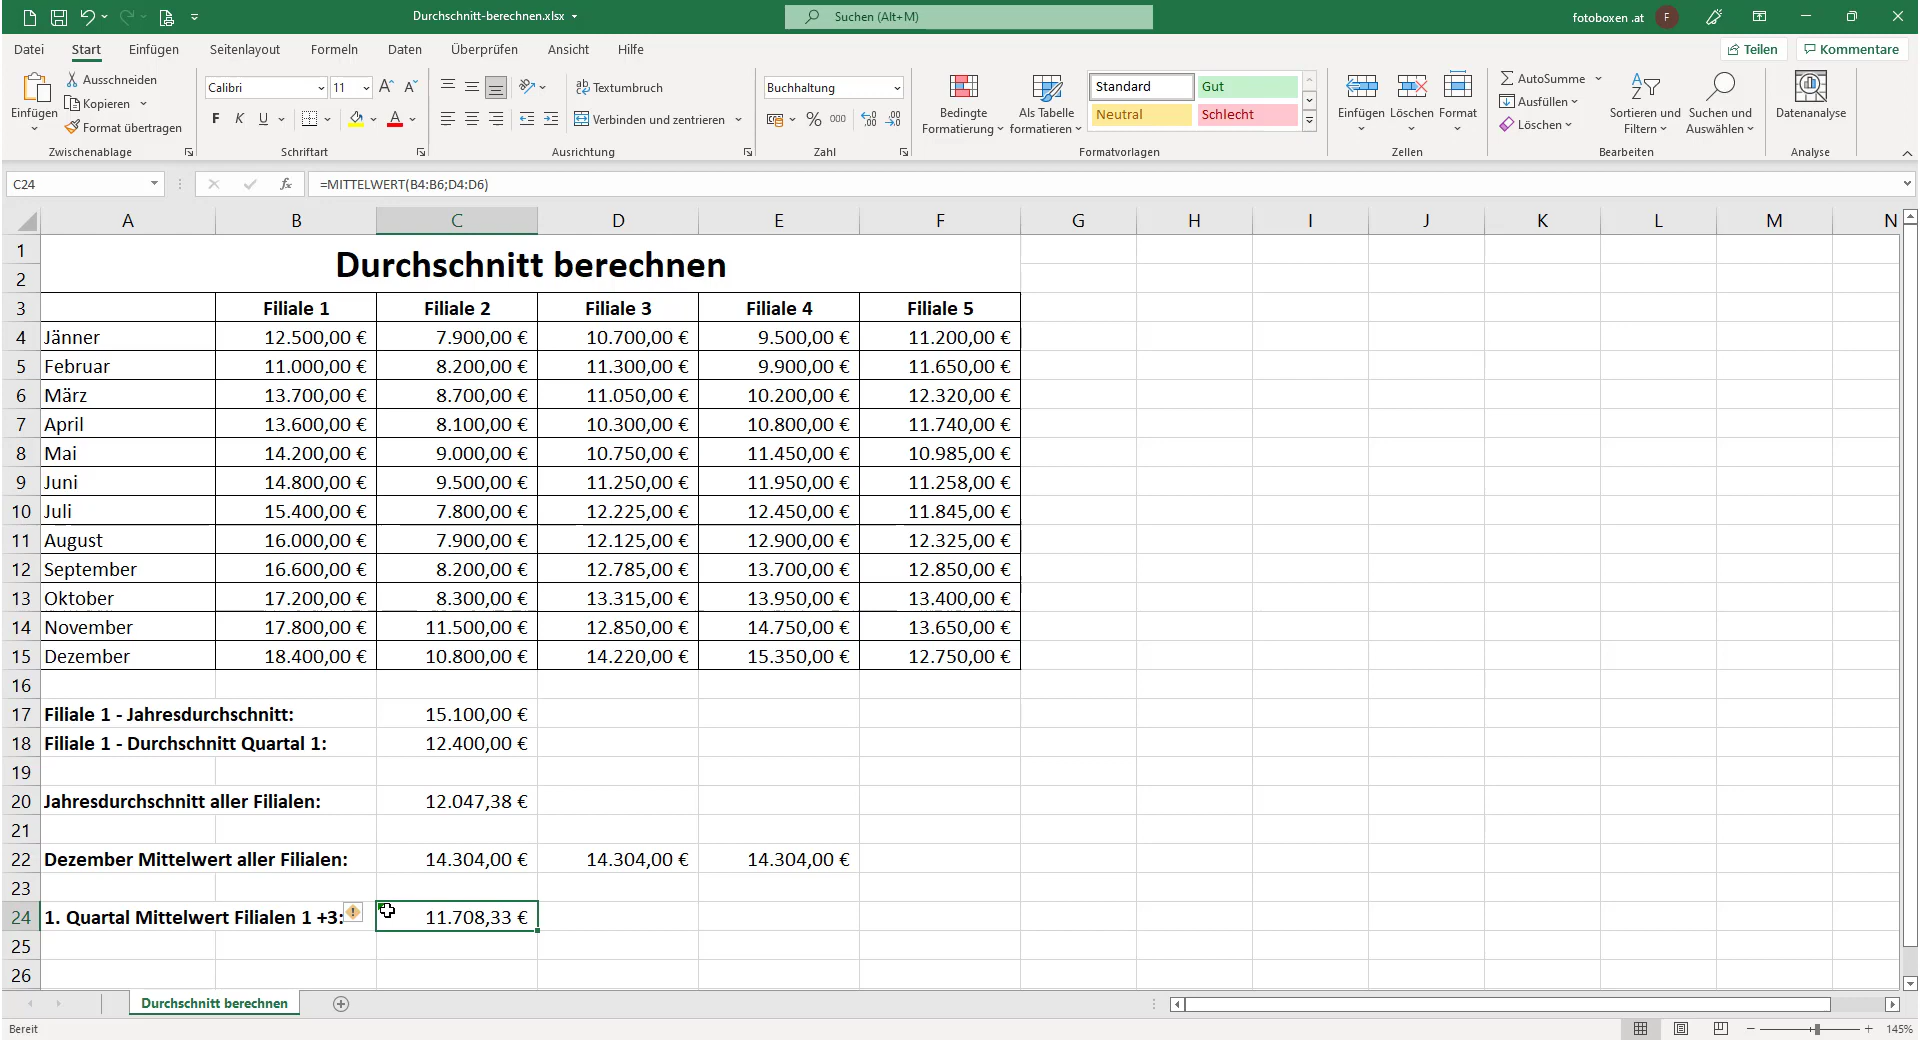 Durchschnitt-berechnen.xlsx
Suchen (Alt+M)
fotoboxen .at
F
Datei Start Einfügen Seitenlayout Formeln Daten Überprüfen Ansicht Hilfe
Teilen Kommentare
Einfügen
Ausschneiden
Kopieren
Format übertragen
Zwischenablage
Calibri 11
F K U
Schriftart
Textumbruch
Verbinden und zentrieren
Ausrichtung
Buchhaltung
% 000
Zahl
Bedingte Formatierung
Als Tabelle formatieren
Standard Gut
Neutral Schlecht
Formatvorlagen
Einfügen Löschen Format
Zellen
AutoSumme
Ausfüllen
Löschen
Sortieren und Filtern
Suchen und Auswählen
Bearbeiten
Datenanalyse
Analyse
C24 fx =MITTELWERT(B4:B6;D4:D6)
A B C D E F G H I J K L M N
1 Durchschnitt berechnen
2
3 Filiale 1 Filiale 2 Filiale 3 Filiale 4 Filiale 5
4 Jänner 12.500,00 € 7.900,00 € 10.700,00 € 9.500,00 € 11.200,00 €
5 Februar 11.000,00 € 8.200,00 € 11.300,00 € 9.900,00 € 11.650,00 €
6 März 13.700,00 € 8.700,00 € 11.050,00 € 10.200,00 € 12.320,00 €
7 April 13.600,00 € 8.100,00 € 10.300,00 € 10.800,00 € 11.740,00 €
8 Mai 14.200,00 € 9.000,00 € 10.750,00 € 11.450,00 € 10.985,00 €
9 Juni 14.800,00 € 9.500,00 € 11.250,00 € 11.950,00 € 11.258,00 €
10 Juli 15.400,00 € 7.800,00 € 12.225,00 € 12.450,00 € 11.845,00 €
11 August 16.000,00 € 7.900,00 € 12.125,00 € 12.900,00 € 12.325,00 €
12 September 16.600,00 € 8.200,00 € 12.785,00 € 13.700,00 € 12.850,00 €
13 Oktober 17.200,00 € 8.300,00 € 13.315,00 € 13.950,00 € 13.400,00 €
14 November 17.800,00 € 11.500,00 € 12.850,00 € 14.750,00 € 13.650,00 €
15 Dezember 18.400,00 € 10.800,00 € 14.220,00 € 15.350,00 € 12.750,00 €
16
17 Filiale 1 - Jahresdurchschnitt: 15.100,00 €
18 Filiale 1 - Durchschnitt Quartal 1: 12.400,00 €
19
20 Jahresdurchschnitt aller Filialen: 12.047,38 €
21
22 Dezember Mittelwert aller Filialen: 14.304,00 € 14.304,00 € 14.304,00 €
23
24 1. Quartal Mittelwert Filialen 1 +3: 11.708,33 €
25
26
Durchschnitt berechnen
Bereit
145%